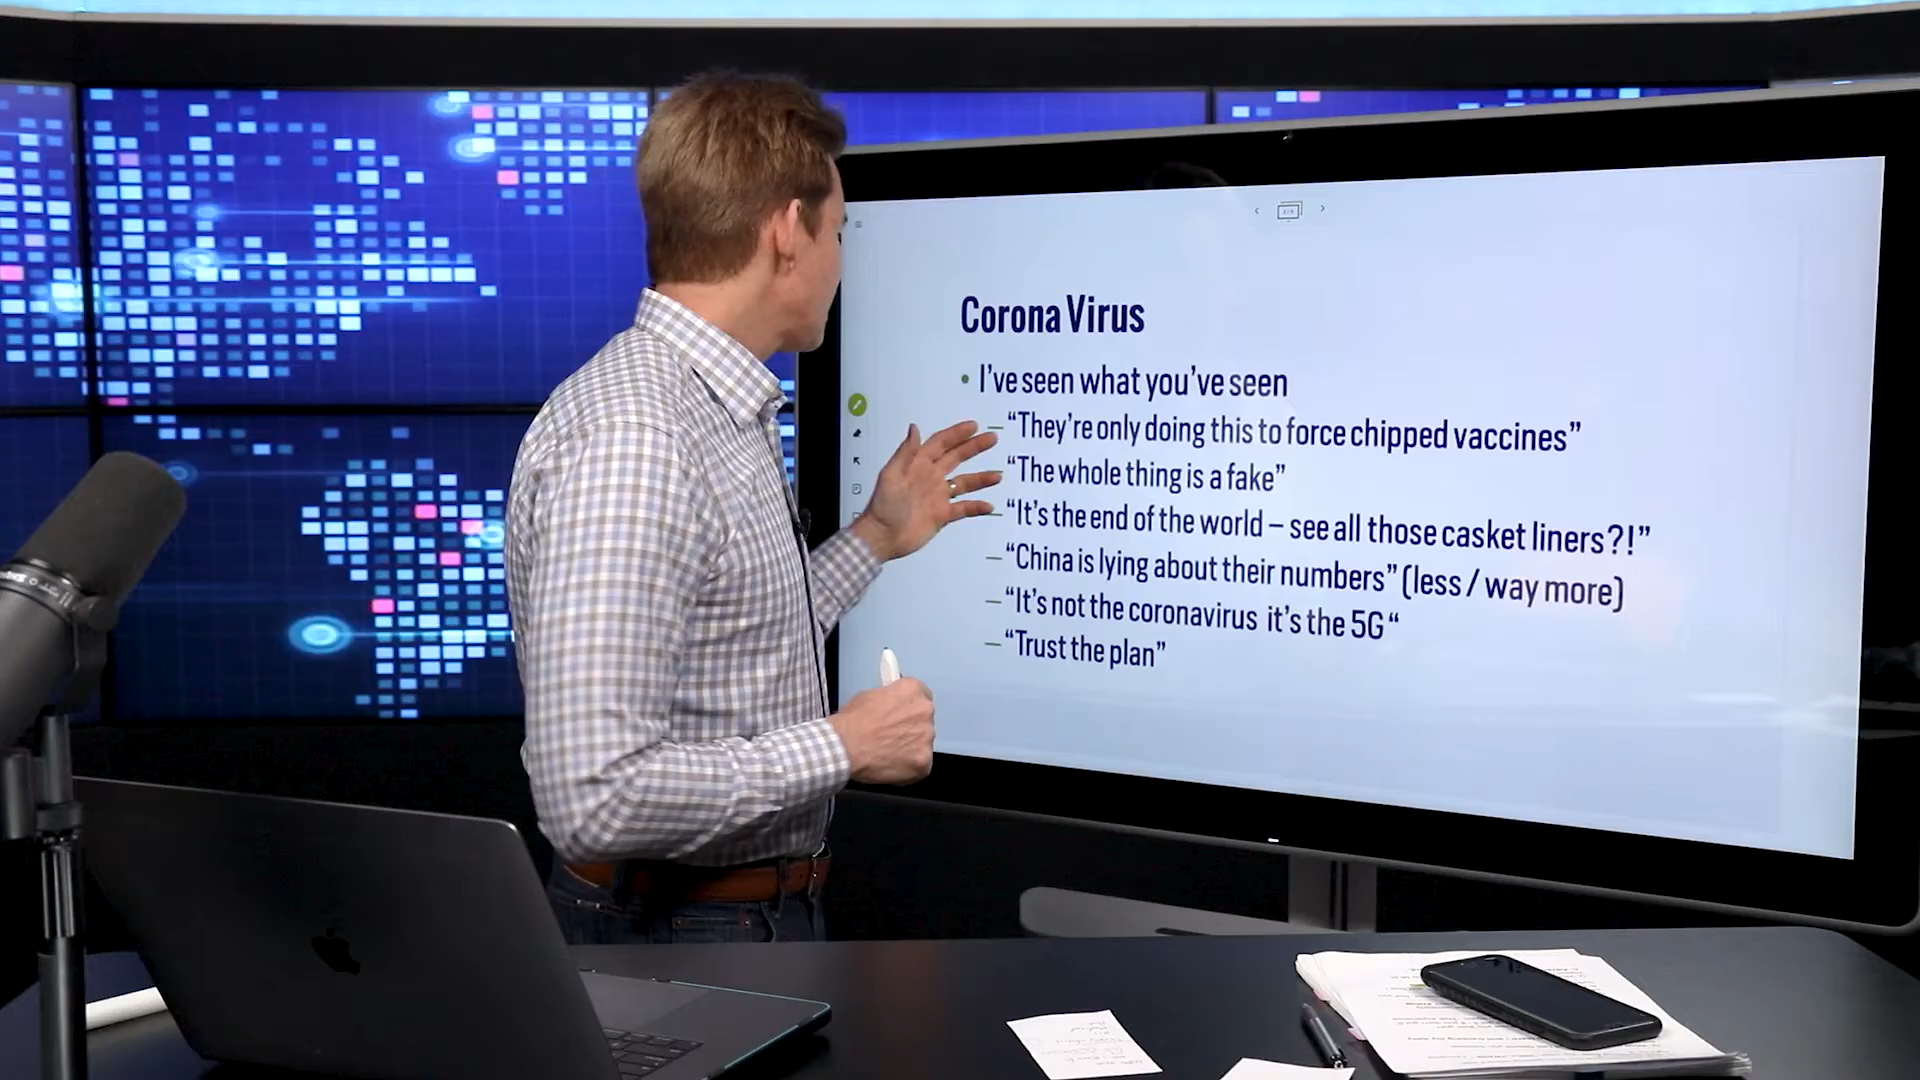 Corona Virus
• I've seen what you've seen
– “They're only doing this to force chipped vaccines”
– “The whole thing is a fake”
– “It's the end of the world – see all those casket liners?!”
– “China is lying about their numbers” (less / way more)
– “It's not the coronavirus it's the 5G“
– “Trust the plan”